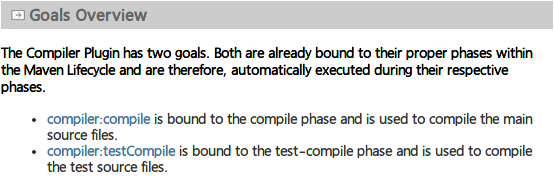 Goals Overview
The Compiler Plugin has two goals. Both are already bound to their proper phases within
the Maven Lifecycle and are therefore, automatically executed during their respective
phases.
• compiler:compile is bound to the compile phase and is used to compile the main
source files.
• compiler:testCompile is bound to the test-compile phase and is used to compile
the test source files.